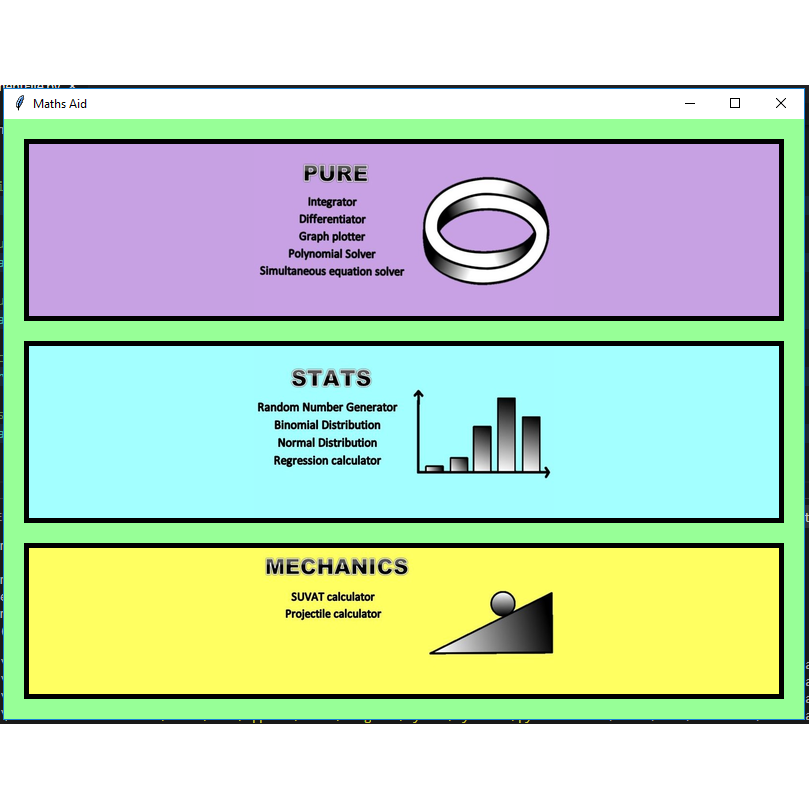 Maths Aid
PURE
Integrator
Differentiator
Graph plotter
Polynomial Solver
Simultaneous equation solver
STATS
Random Number Generator
Binomial Distribution
Normal Distribution
Regression calculator
MECHANICS
SUVAT calculator
Projectile calculator